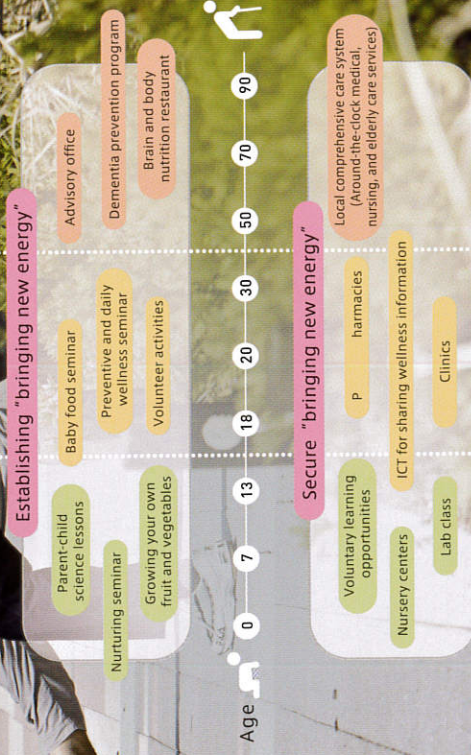 Establishing "bringing new energy"
Parent-child
science lessons
Baby food seminar
Advisory office
Nurturing seminar
Preventive and daily
wellness seminar
Dementia prevention program
Growing your own
fruit and vegetables
Volunteer activities
Brain and body
nutrition restaurant
Age 0 7 13 18 20 30 50 70 90
Secure "bringing new energy"
Voluntary learning
opportunities
P harmacies
Local comprehensive care system
(Around-the-clock medical,
nursing, and elderly care services)
Nursery centers
ICT for sharing wellness information
Lab class
Clinics